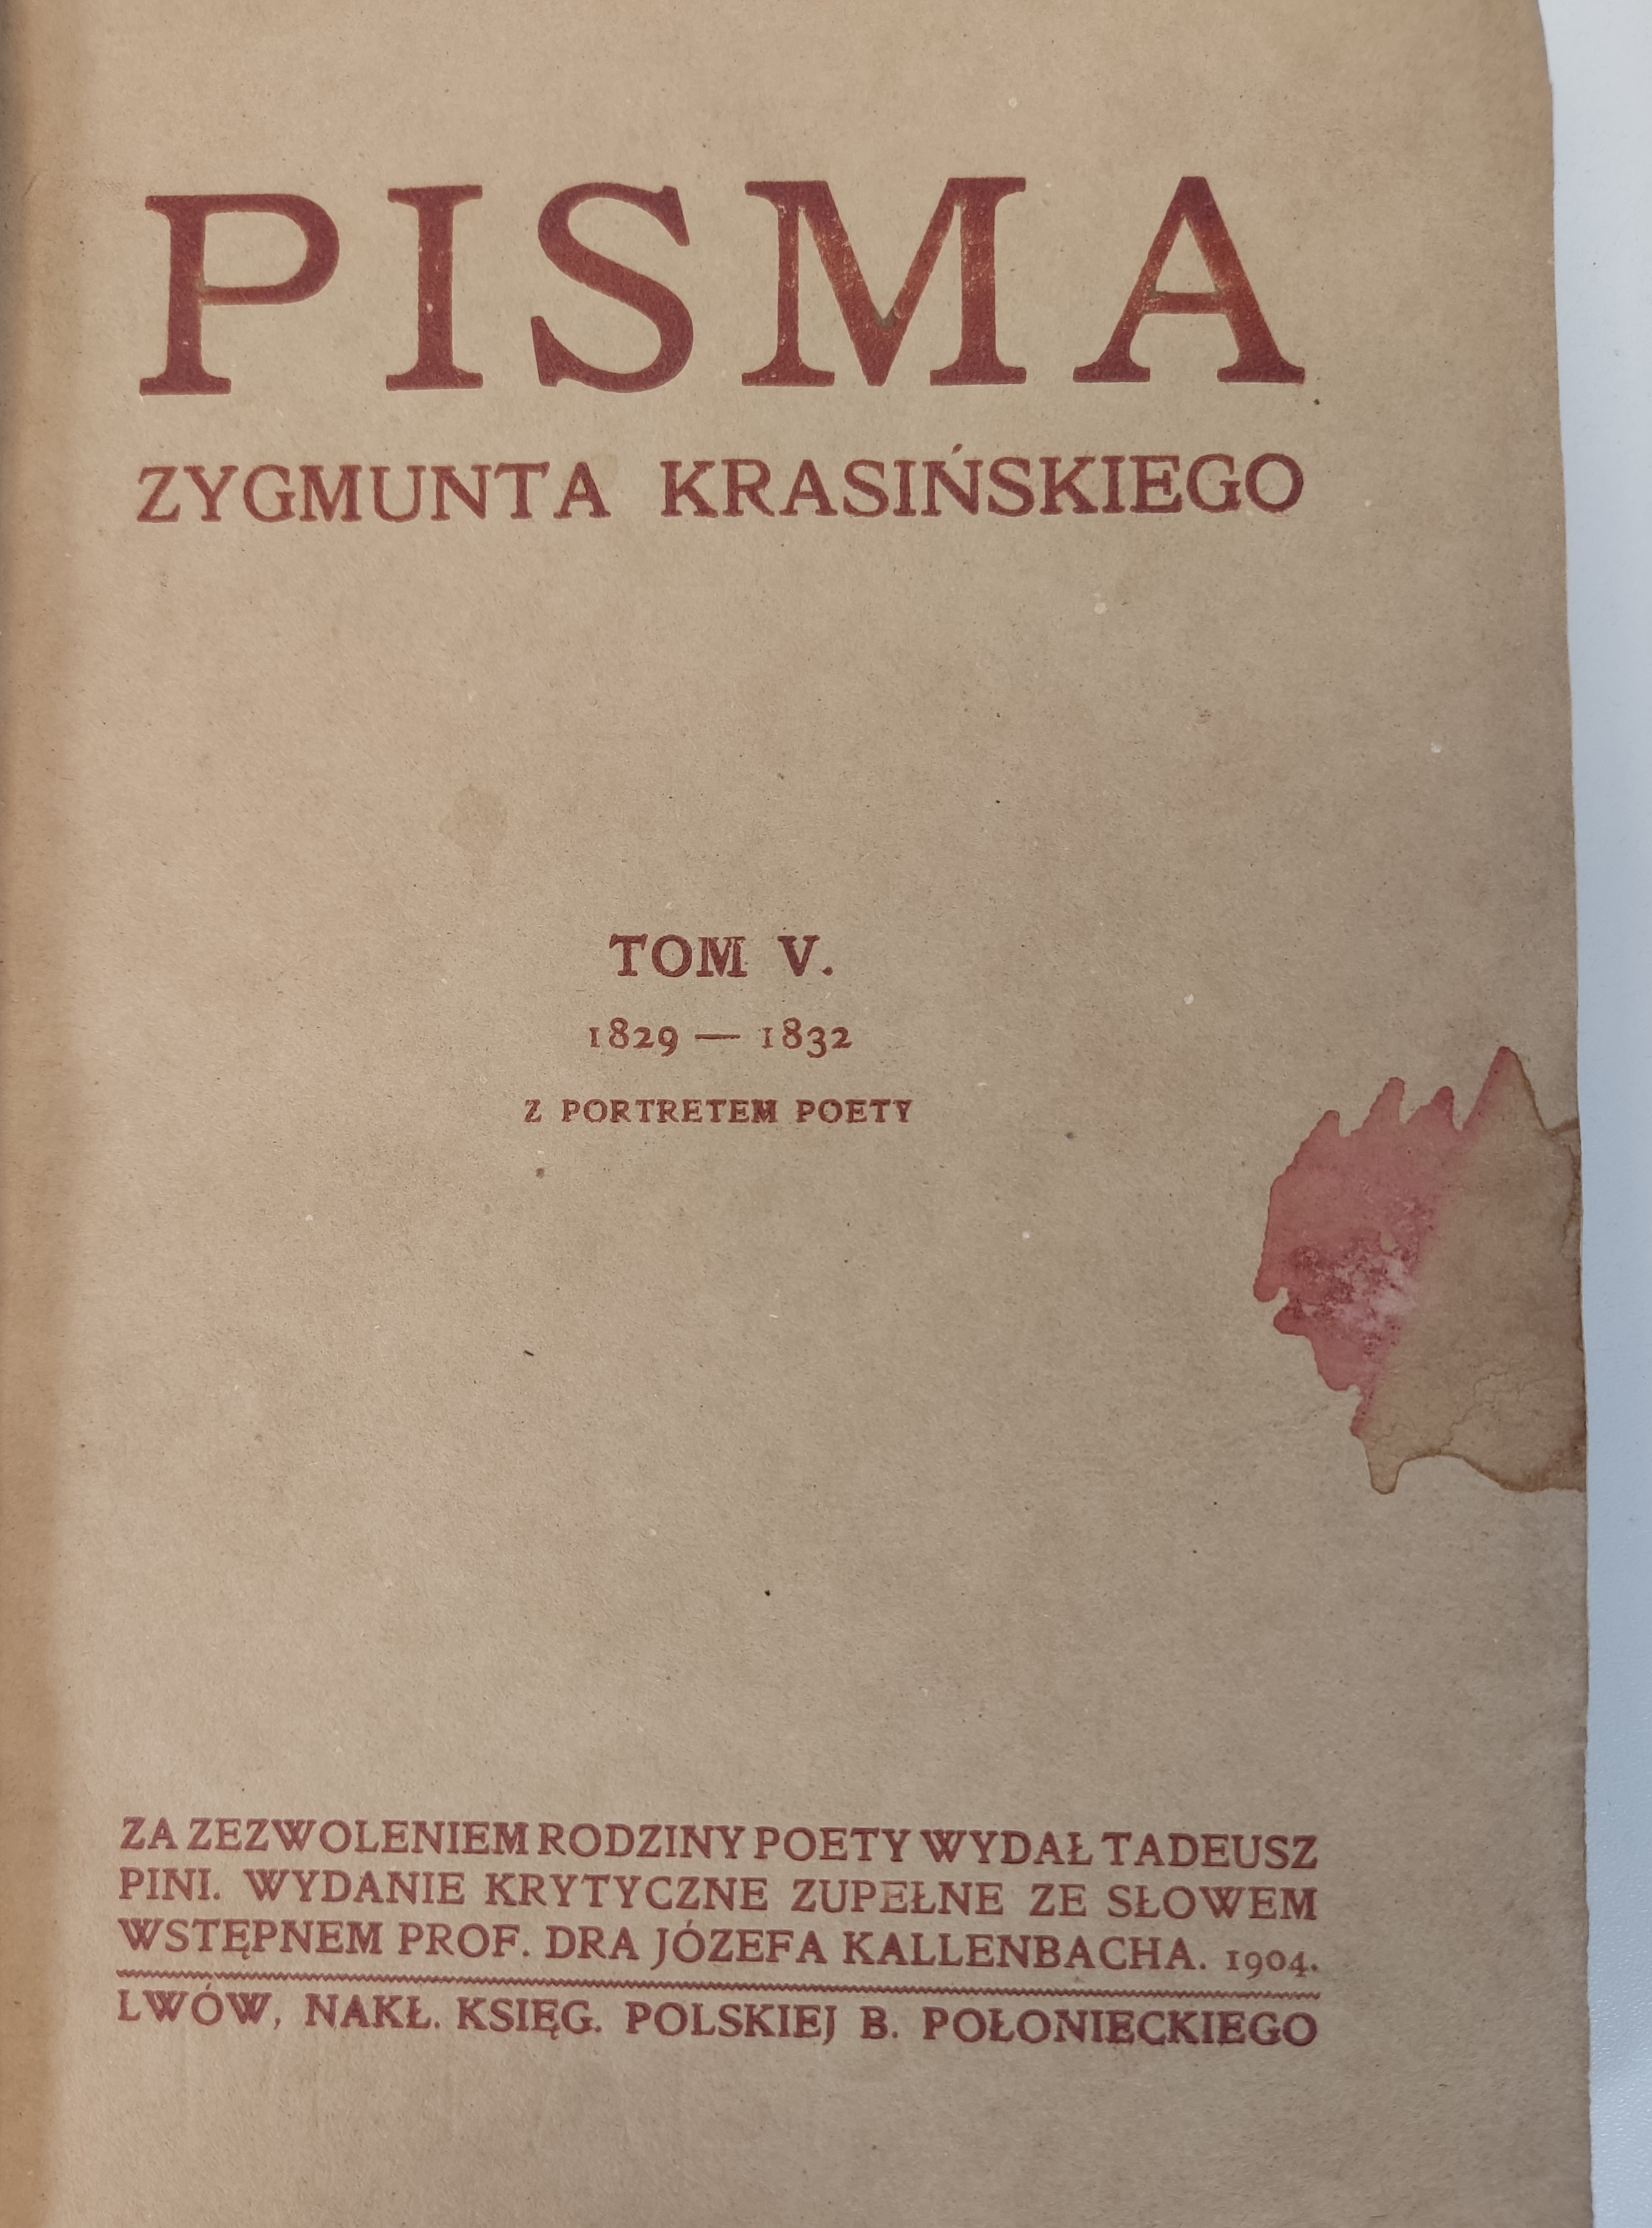 PISMA
ZYGMUNTA KRASIŃSKIEGO
TOM V.
1829 — 1832
Z PORTRETEM POETY
ZA ZEZWOLENIEM RODZINY POETY WYDAŁ TADEUSZ
PINI. WYDANIE KRYTYCZNE ZUPEŁNE ZE SŁOWEM
WSTĘPNEM PROF. DRA JÓZEFA KALLENBACHA. 1904.
LWÓW, NAKŁ. KSIĘG. POLSKIEJ B. POŁONIECKIEGO